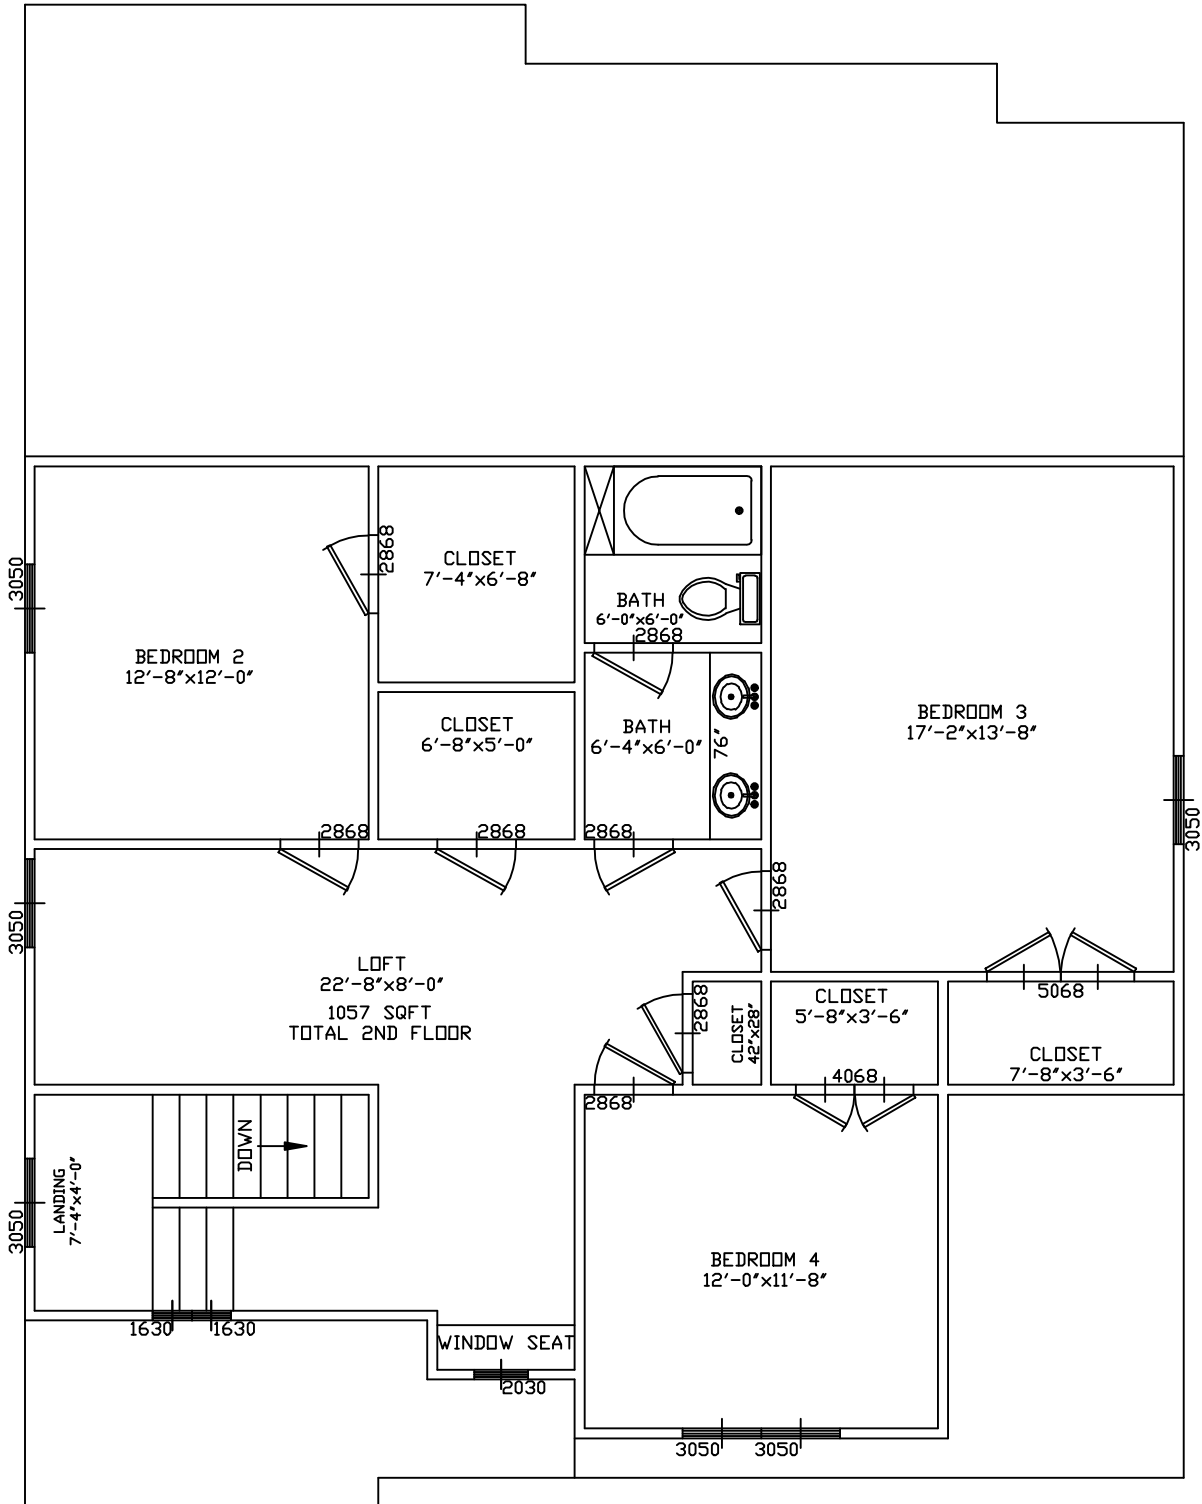 3050
2868
CLOSET
7'-4"x6'-8"
BATH
6'-0"x6'-0"
2868
BEDROOM 2
12'-8"x12'-0"
CLOSET
6'-8"x5'-0"
BATH
6'-4"x6'-0"
76"
BEDROOM 3
17'-2"x13'-8"
3050
2868
2868
2868
2868
3050
LOFT
22'-8"x8'-0"
1057 SQFT
TOTAL 2ND FLOOR
2868
CLOSET
42"x28"
CLOSET
5'-8"x3'-6"
5068
CLOSET
7'-8"x3'-6"
4068
2868
DOWN
LANDING
7'-4"x4'-0"
3050
BEDROOM 4
12'-0"x11'-8"
1630
1630
WINDOW SEAT
2030
3050
3050